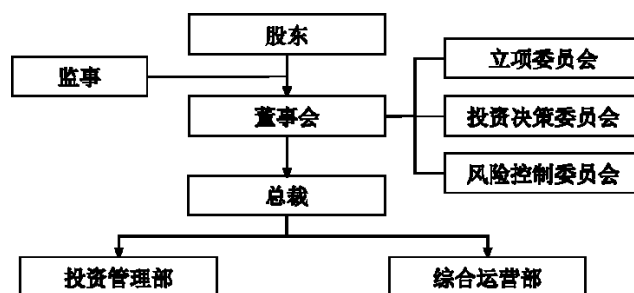 股东
监事
立项委员会
董事会
投资决策委员会
风险控制委员会
总裁
投资管理部
综合运营部